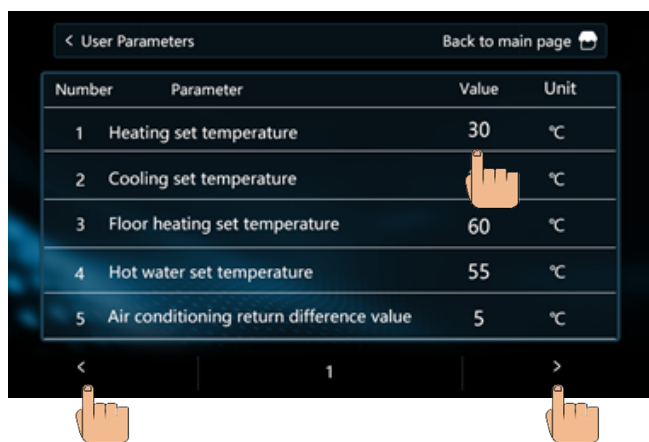 < User Parameters Back to main page
Number Parameter Value Unit
1 Heating set temperature 30 ℃
2 Cooling set temperature ℃
3 Floor heating set temperature 60 ℃
4 Hot water set temperature 55 ℃
5 Air conditioning return difference value 5 ℃
< 1 >